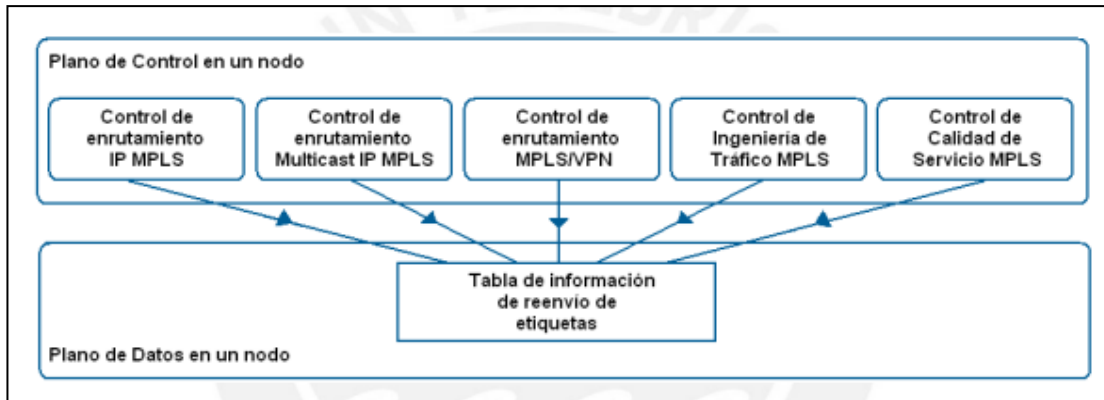 Plano de Control en un nodo
Control de
enrutamiento
IP MPLS
Control de
enrutamiento
Multicast IP MPLS
Control de
enrutamiento
MPLS/VPN
Control de
Ingeniería de
Tráfico MPLS
Control de
Calidad de
Servicio MPLS
Tabla de información
de reenvío de
etiquetas
Plano de Datos en un nodo